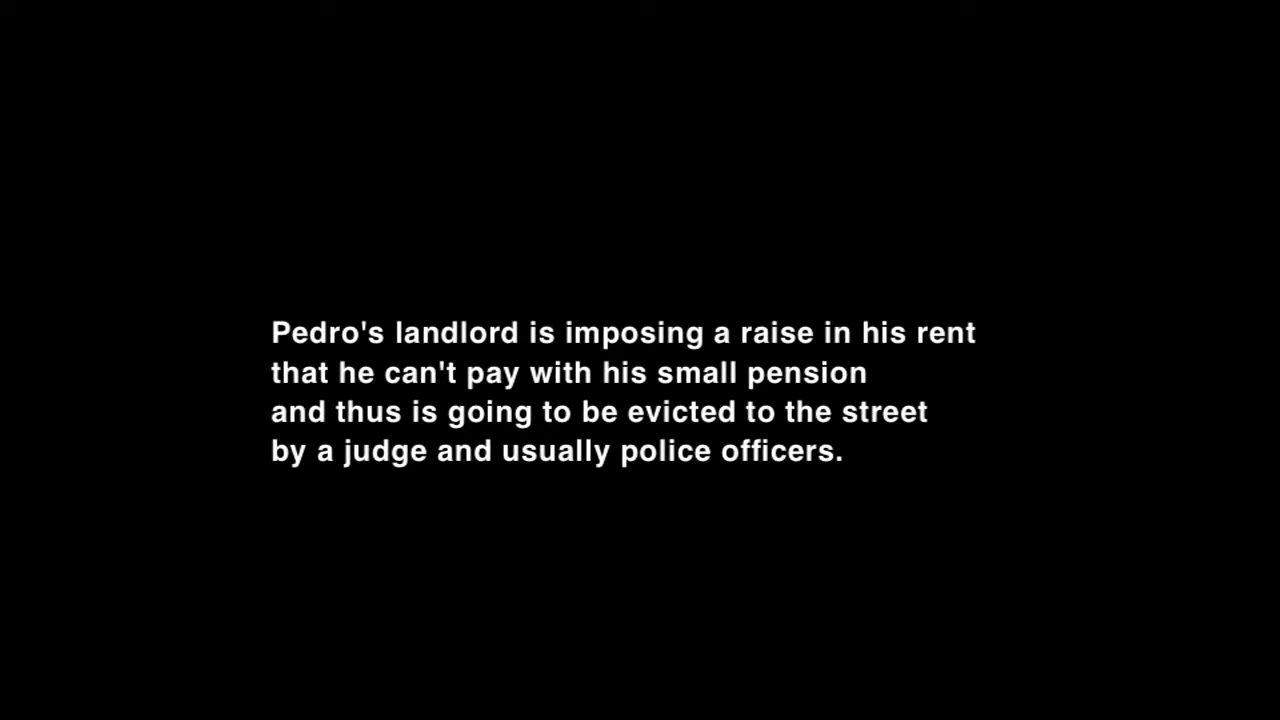 Pedro's landlord is imposing a raise in his rent
that he can't pay with his small pension
and thus is going to be evicted to the street
by a judge and usually police officers.